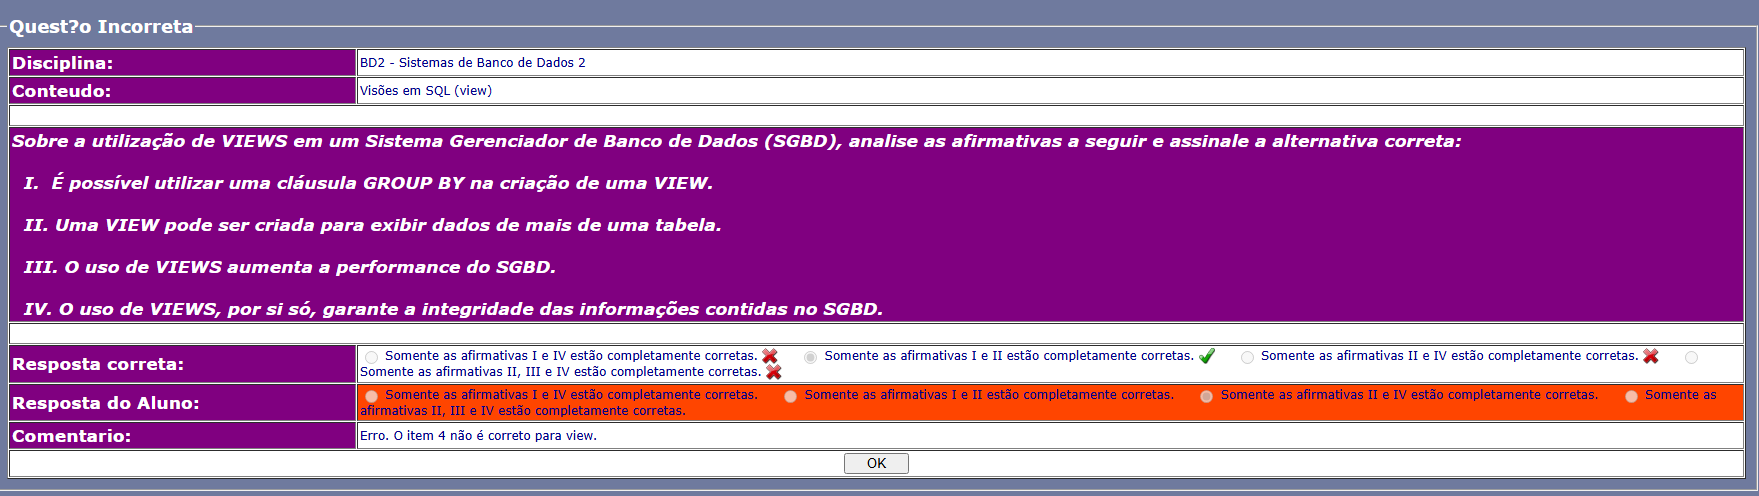 Quest?o Incorreta
Disciplina: BD2 - Sistemas de Banco de Dados 2
Conteudo: Visões em SQL (view)
Sobre a utilização de VIEWS em um Sistema Gerenciador de Banco de Dados (SGBD), analise as afirmativas a seguir e assinale a alternativa correta:
I. É possível utilizar uma cláusula GROUP BY na criação de uma VIEW.
II. Uma VIEW pode ser criada para exibir dados de mais de uma tabela.
III. O uso de VIEWS aumenta a performance do SGBD.
IV. O uso de VIEWS, por si só, garante a integridade das informações contidas no SGBD.
Resposta correta: Somente as afirmativas I e IV estão completamente corretas. Somente as afirmativas I e II estão completamente corretas. Somente as afirmativas II e IV estão completamente corretas.
Somente as afirmativas II, III e IV estão completamente corretas.
Resposta do Aluno: Somente as afirmativas I e IV estão completamente corretas. Somente as afirmativas I e II estão completamente corretas. Somente as afirmativas II e IV estão completamente corretas. Somente as
afirmativas II, III e IV estão completamente corretas.
Comentario: Erro. O item 4 não é correto para view.
OK